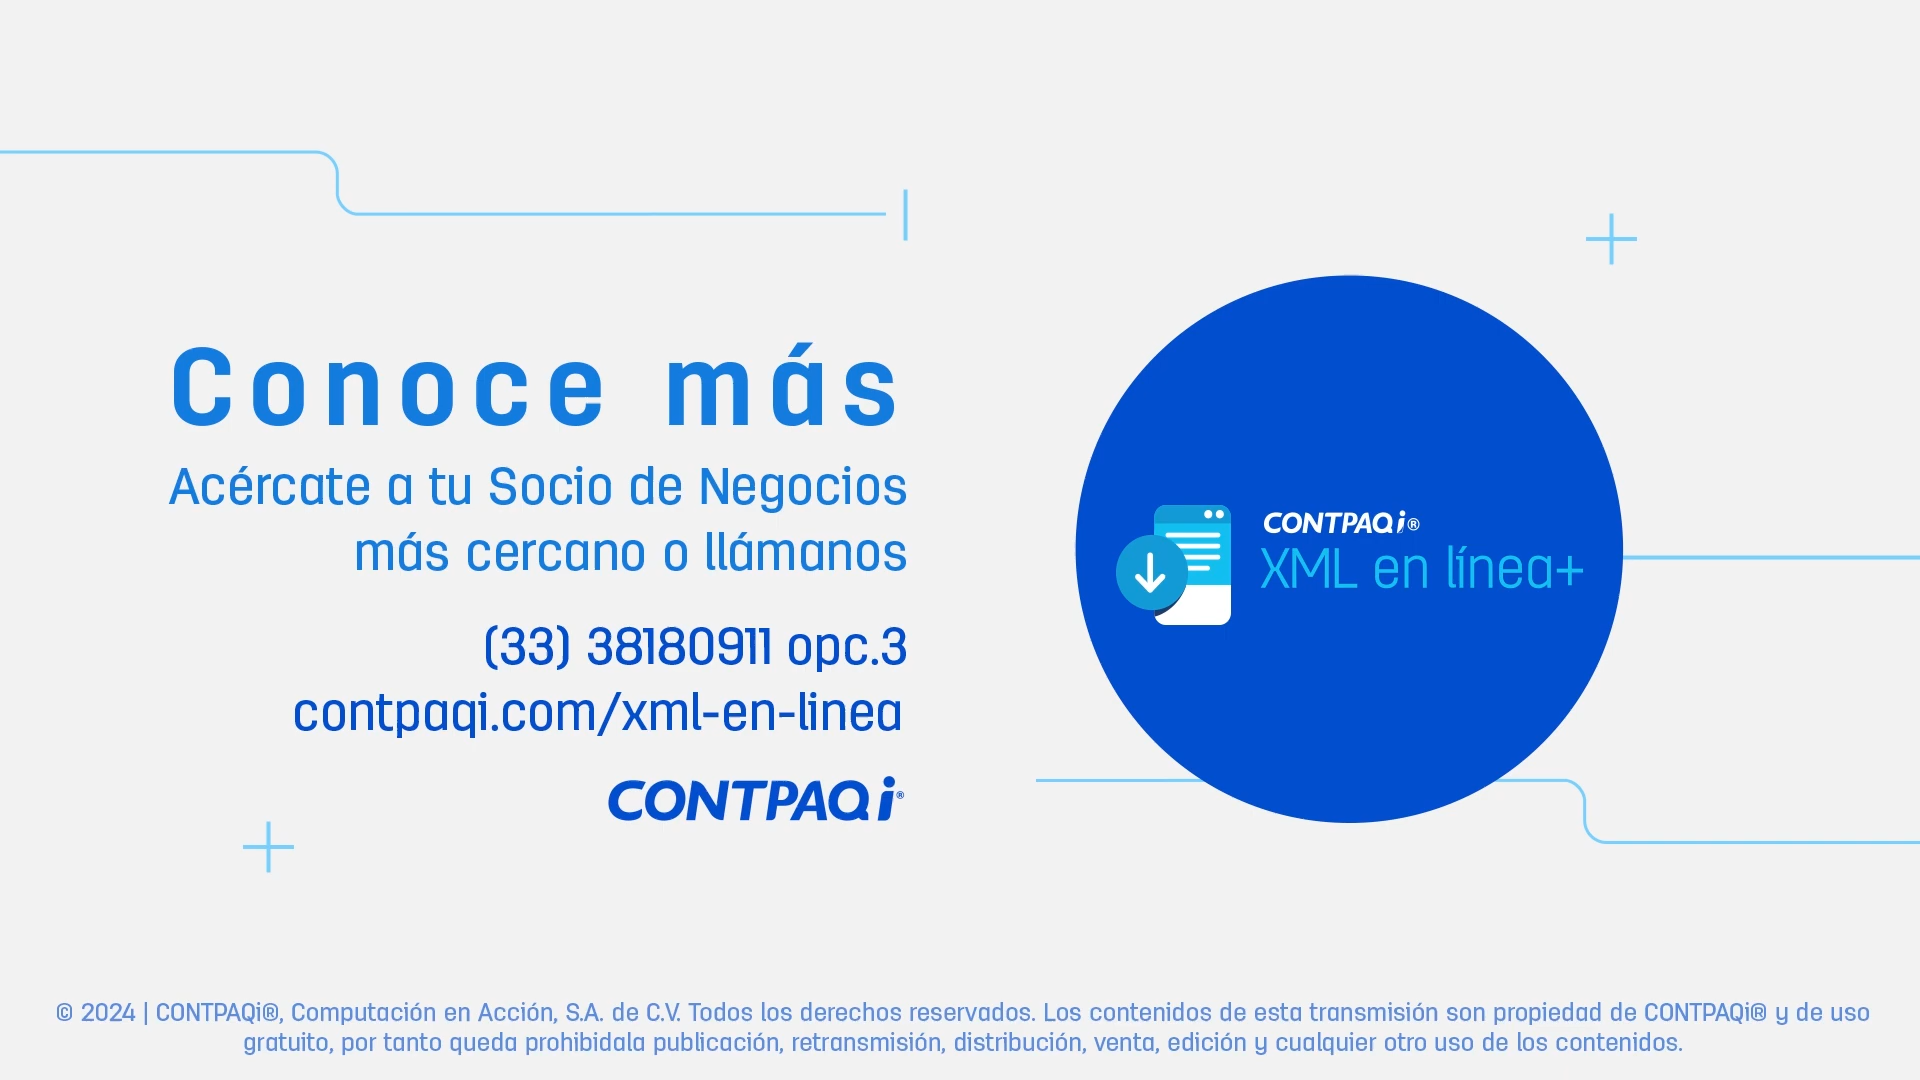 Conoce más
Acércate a tu Socio de Negocios
más cercano o llámanos
(33) 38180911 opc.3
contpaqi.com/xml-en-linea
CONTPAQi®
CONTPAQi®
XML en línea+
© 2024 | CONTPAQi®, Computación en Acción, S.A. de C.V. Todos los derechos reservados. Los contenidos de esta transmisión son propiedad de CONTPAQi® y de uso
gratuito, por tanto queda prohibidala publicación, retransmisión, distribución, venta, edición y cualquier otro uso de los contenidos.